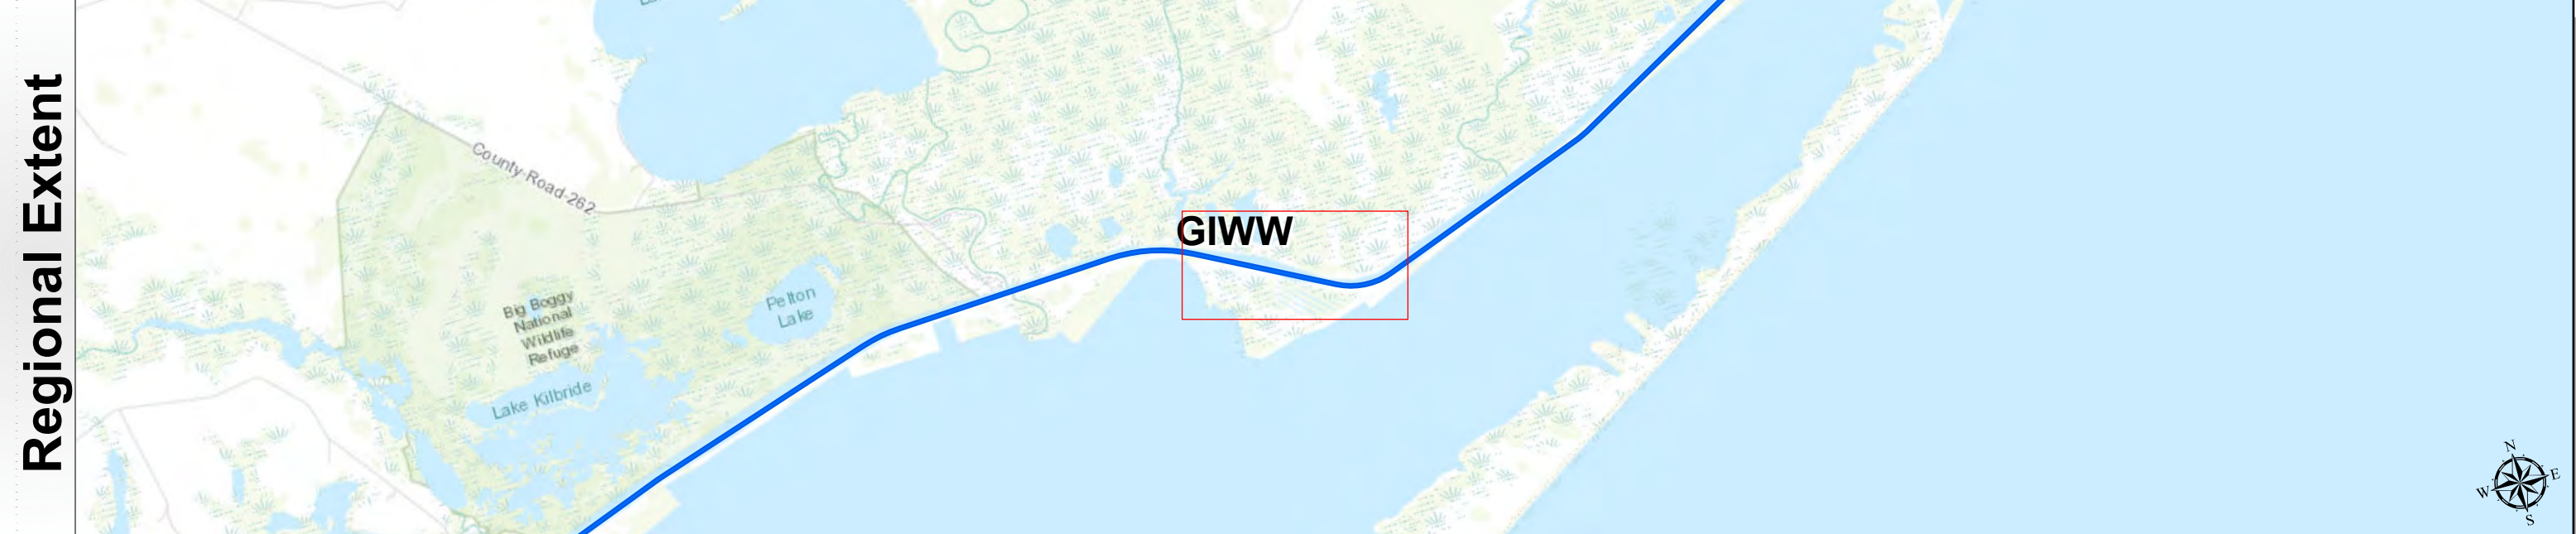 Regional Extent
County-Road-262
GIWW
Big Boggy
National
Wildlife
Refuge
Pelton
Lake
Lake Kilbride
N
W
E
S